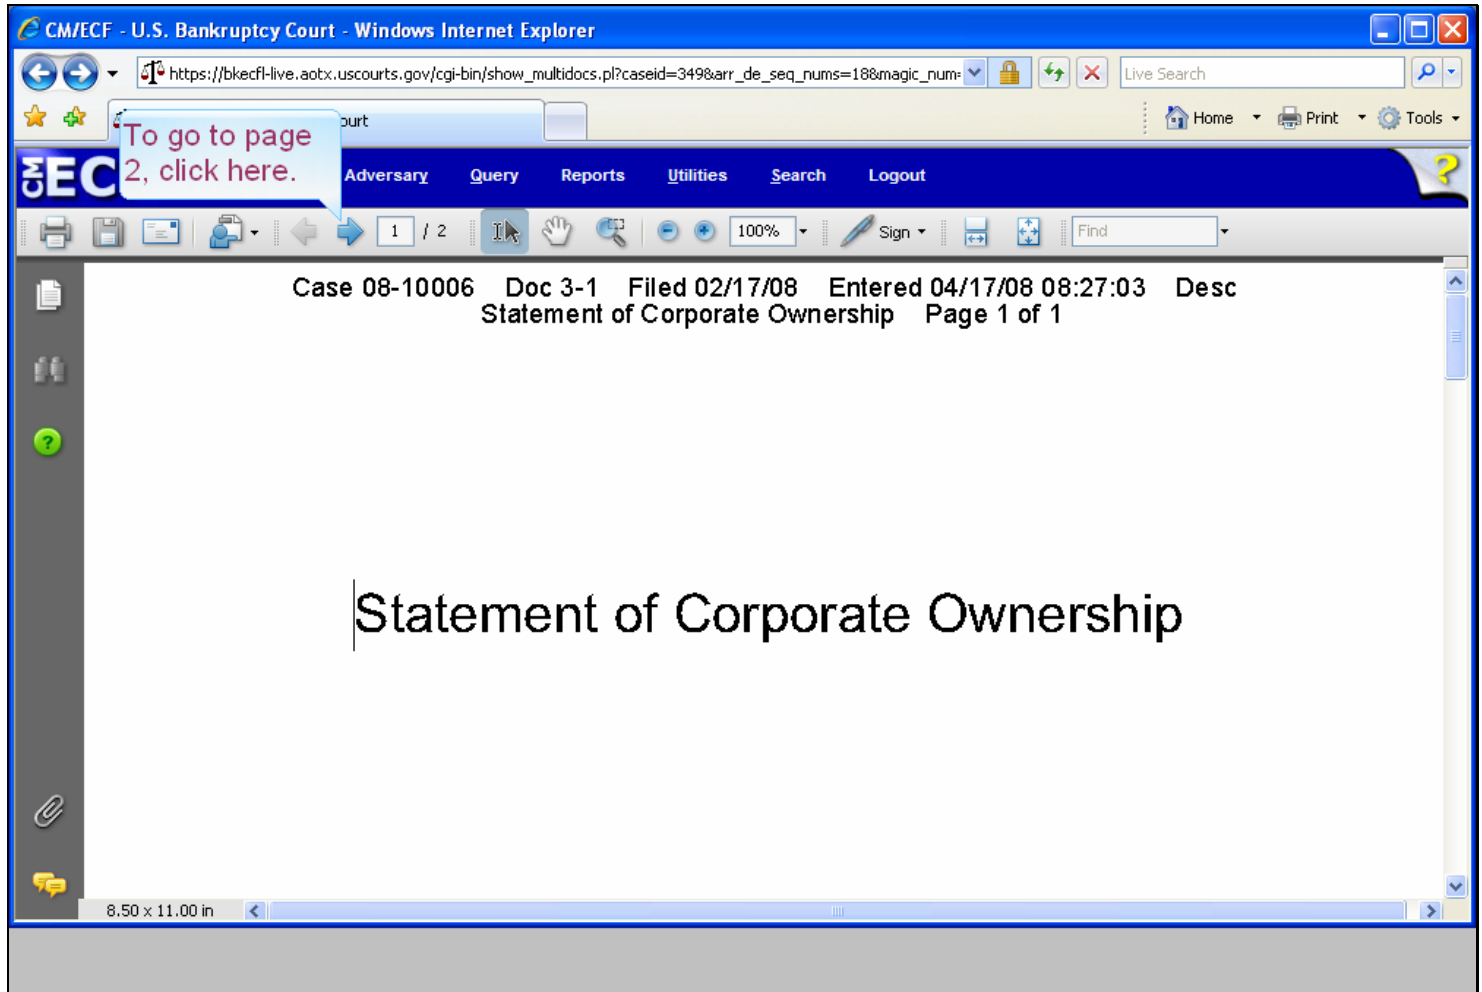 CM/ECF - U.S. Bankruptcy Court - Windows Internet Explorer
https://bkecfl-live.aotx.uscourts.gov/cgi-bin/show_multidocs.pl?caseid=349&arr_de_seq_nums=18&magic_num=
Live Search
ourt
Home
Print
Tools
To go to page
2, click here.
CM
EC
Adversary
Query
Reports
Utilities
Search
Logout
?
1 / 2
100%
Sign
Find
Case 08-10006 Doc 3-1 Filed 02/17/08 Entered 04/17/08 08:27:03 Desc
Statement of Corporate Ownership Page 1 of 1
?
Statement of Corporate Ownership
8.50 x 11.00 in